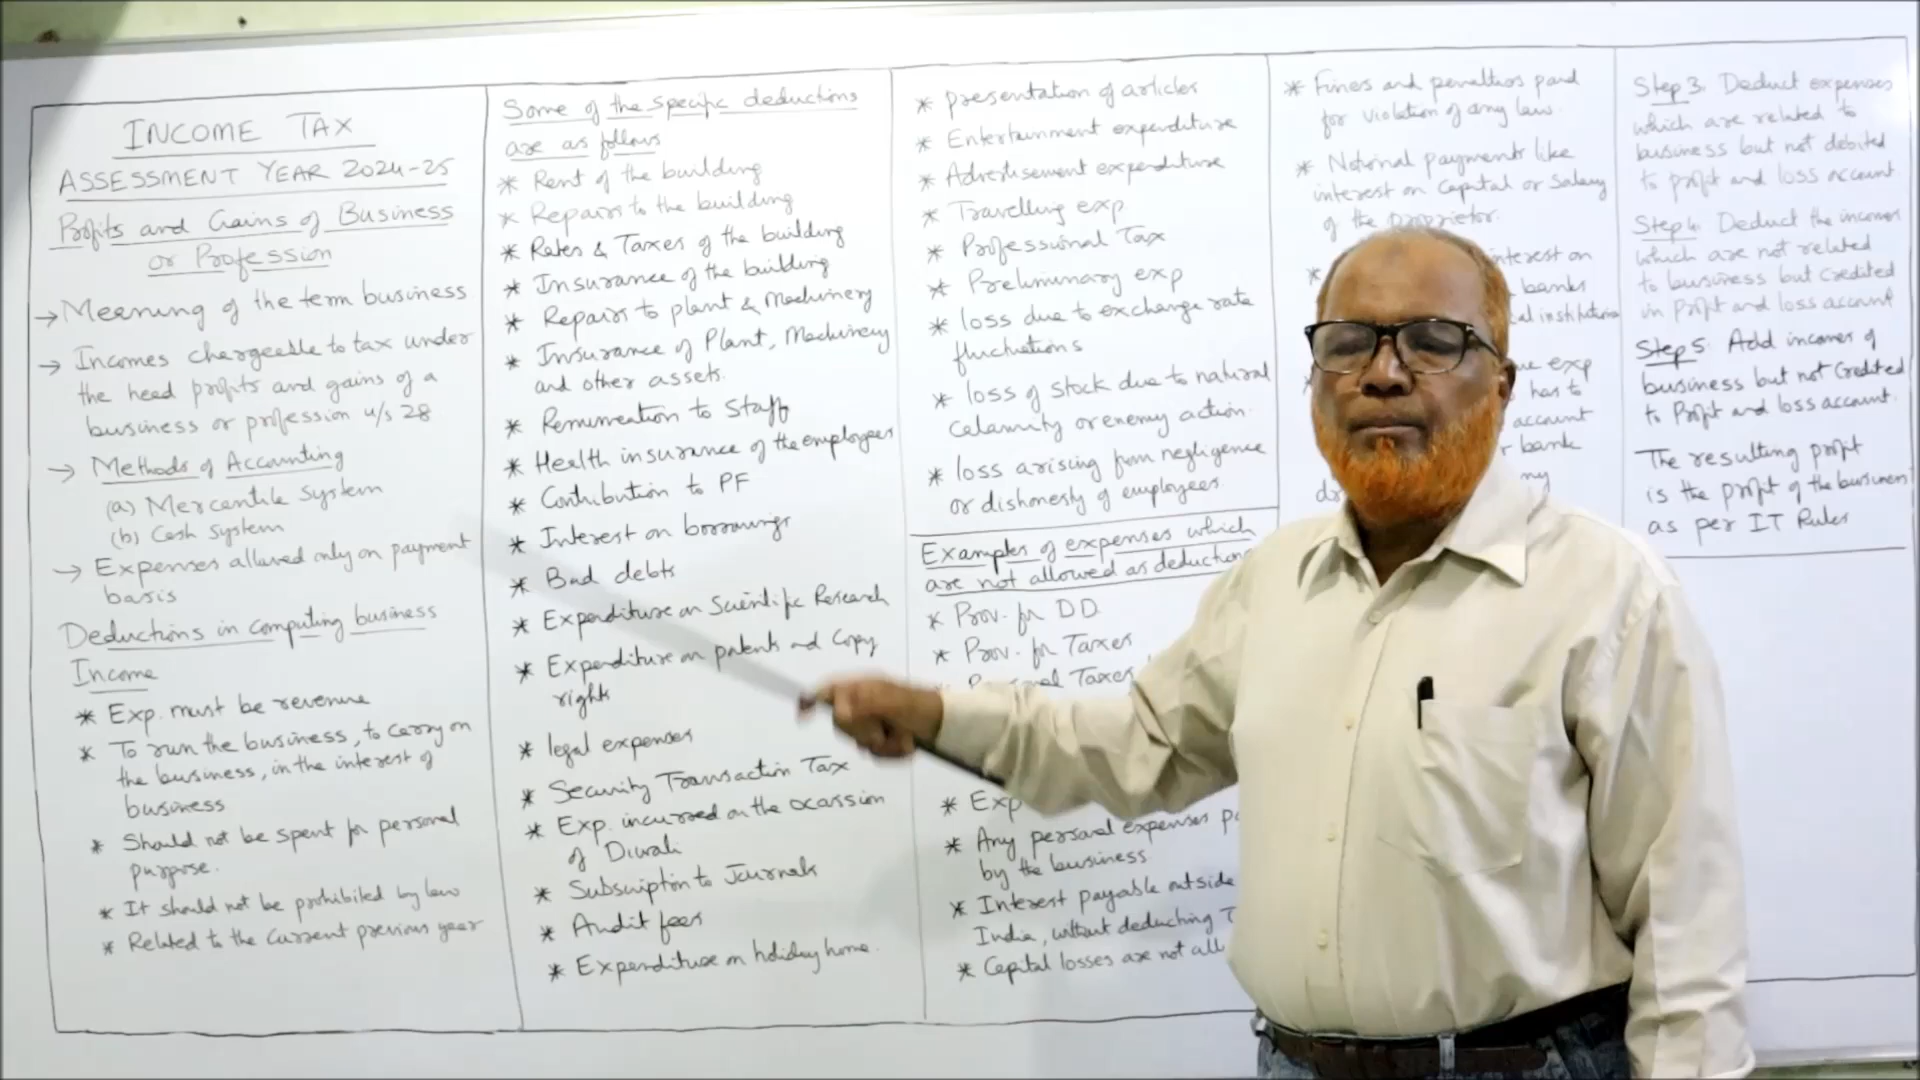 INCOME TAX
ASSESSMENT YEAR 2024-25
Profits and Gains of Business
or Profession
→ Meaning of the term business
→ Incomes chargeable to tax under
the head profits and gains of a
business or profession u/s 28
→ Methods of Accounting
(a) Mercantile System
(b) Cash System
→ Expenses allowed only on payment
basis
Deductions in computing business
Income
* Exp. must be revenue
* To run the business, to carry on
the business, in the interest of
business
* Should not be spent for personal
purpose.
* It should not be prohibited by law
* Related to the current previous year
Some of the specific deductions
are as follows
* Rent of the building
* Repairs to the building
* Rates & Taxes of the building
* Insurance of the building
* Repairs to plant & Machinery
* Insurance of Plant, Machinery
and other assets.
* Remuneation to Staff
* Health insurance of the employees
* Contribution to PF
* Interest on borrowings
* Bad debts
* Expenditure on Scientific Research
* Expenditure on patents and Copy
rights
* legal expenses
* Security Transaction Tax
* Exp. incurred on the ocassion
of Diwali
* Subscription to Journals
* Audit fees
* Expenditure on holiday home.
* presentation of articles
* Entertainment expenditure
* Advertisement expenditure
* Travelling exp
* Professional Tax
* Preliminary exp
* loss due to exchange rate
fluctuations
* loss of stock due to natural
calamity or enemy action.
* loss arising from negligence
or dishonesty of employees.
Examples of expenses which
are not allowed as deduction
* Prov. for DD
* Prov. for Taxes
Taxes
* Exp
* Any personal expenses
by the business
* Interest payable outside
India, without deducting
* Capital losses are not
* Fines and penalties paid
for violation of any law.
* Notional payments like
interest on Capital or Salary
of the proprietor.
* interest on
banks
* exp
has to
account
bank
Step 3: Deduct expenses
which are related to
business but not debited
to profit and loss account.
Step 4: Deduct the incomes
which are not related
to business but Credited
in Profit and loss account
Step 5: Add incomes of
business but not Credited
to Profit and loss account.
The resulting profit
is the profit of the business
as per IT Rules